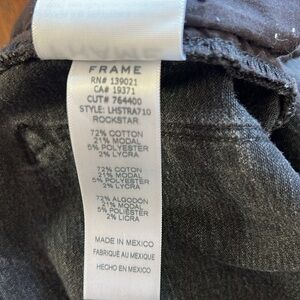 FRAME
RN# 139021
CA# 19371
CUT# 764400
STYLE: LHSTRA710
ROCKSTAR
72% COTTON
21% MODAL
5% POLYESTER
2% LYCRA
72% COTON
21% MODAL
5% POLYESTER
2% LYCRA
72% ALGODÓN
21% MODAL
5% POLIÉSTER
2% LICRA
MADE IN MEXICO
FABRIQUÉ AU MEXIQUE
HECHO EN MEXICO